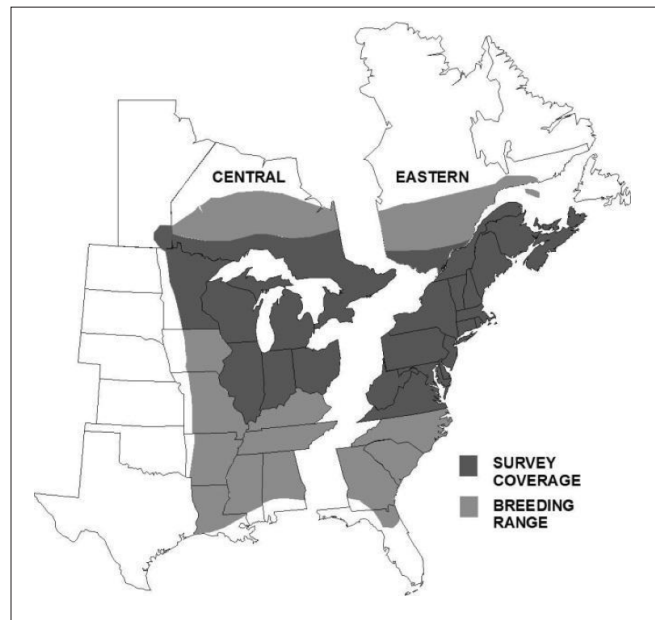 CENTRAL
EASTERN
SURVEY
COVERAGE
BREEDING
RANGE